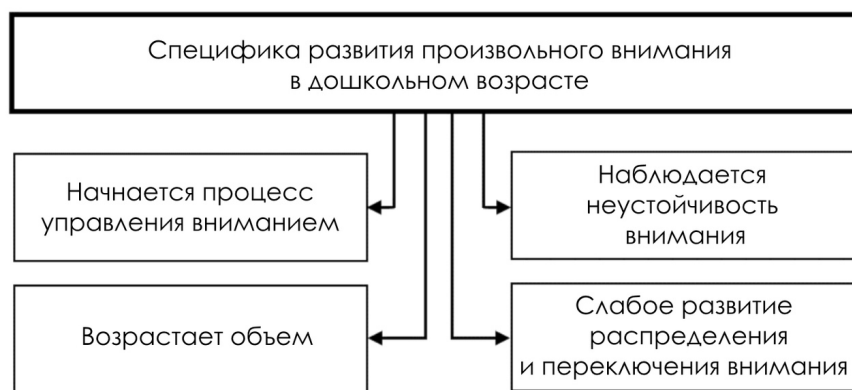 Специфика развития произвольного внимания
в дошкольном возрасте
Начнается процесс
управления вниманием
Наблюдается
неустойчивость
внимания
Возрастает объем
Слабое развитие
распределения
и переключения внимания